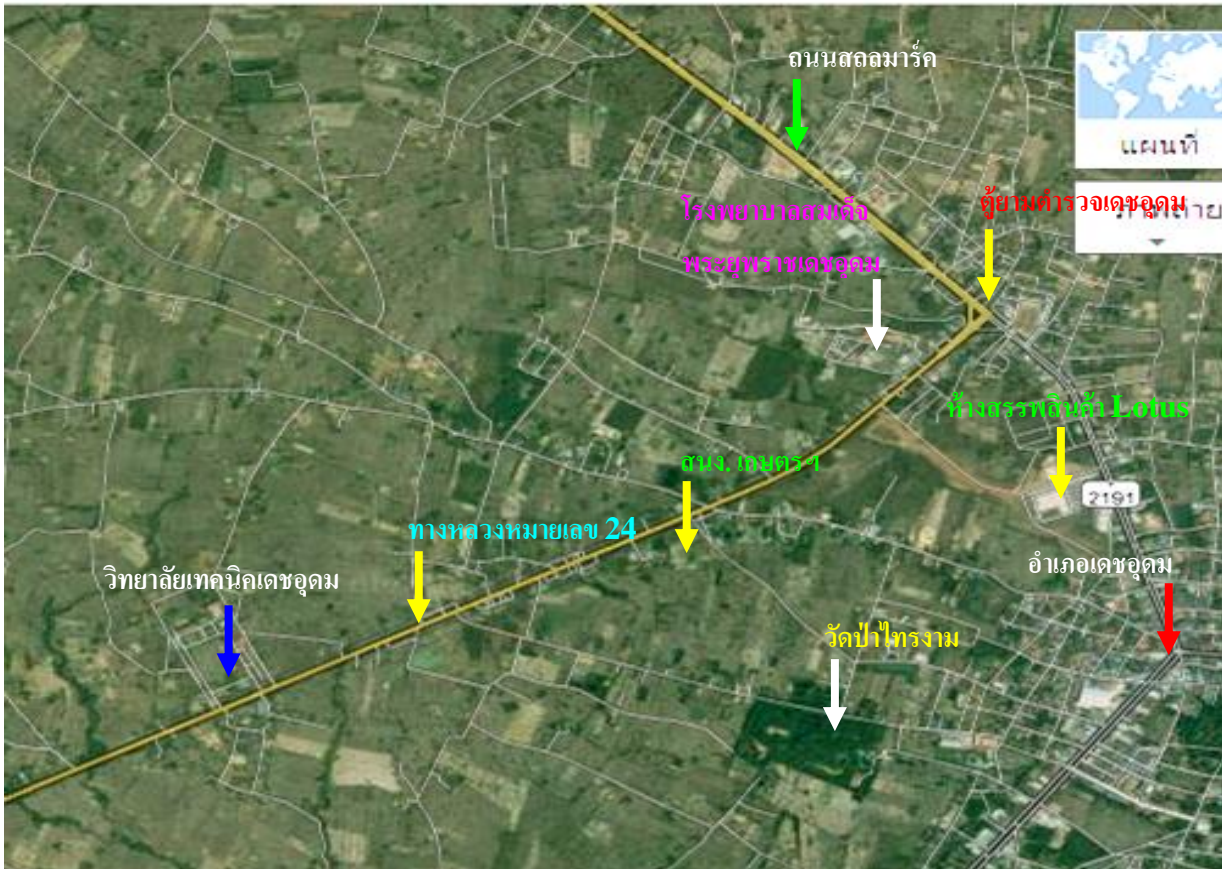 ถนนสถลมาร์ค
แผนที่
โรงพยาบาลสมเด็จ
ตู้ยามตำรวจเดชอุดม
พระยุพราชเดชอุดม
ห้างสรรพสินค้า Lotus
สนง. เกษตรฯ
2191
ทางหลวงหมายเลข 24
อำเภอเดชอุดม
วิทยาลัยเทคนิคเดชอุดม
วัดป่าไทรงาม